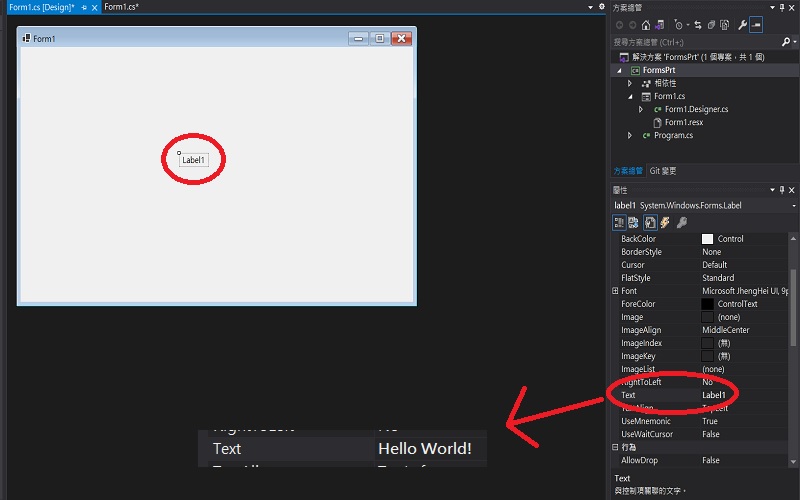 Form1.cs [Design]*
Form1.cs*
Form1
Label1
Text
Hello World!
方案總管
搜尋方案總管 (Ctrl+;)
解決方案 'FormsPrt' (1 個專案，共 1 個)
FormsPrt
相依性
Form1.cs
Form1.Designer.cs
Form1.resx
Program.cs
方案總管 Git 變更
屬性
label1 System.Windows.Forms.Label
BackColor Control
BorderStyle None
Cursor Default
FlatStyle Standard
Font Microsoft JhengHei UI, 9p
ForeColor ControlText
Image (none)
ImageAlign MiddleCenter
ImageIndex (無)
ImageKey (無)
ImageList (none)
RightToLeft No
Text Label1
TextAlign TopLeft
UseMnemonic True
UseWaitCursor False
行為
AllowDrop False
Text
與控制項關聯的文字。